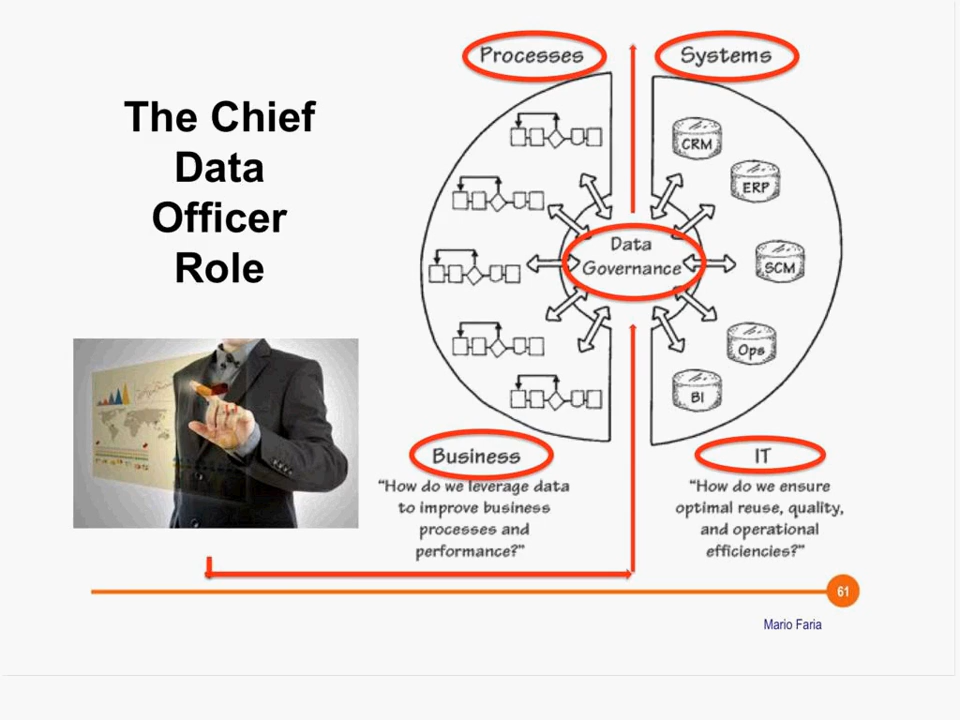 The Chief
Data
Officer
Role
Processes
Systems
CRM
ERP
Data
Governance
SCM
Ops
BI
Business
"How do we leverage data
to improve business
processes and
performance?"
IT
"How do we ensure
optimal reuse, quality,
and operational
efficiencies?"
61
Mario Faria